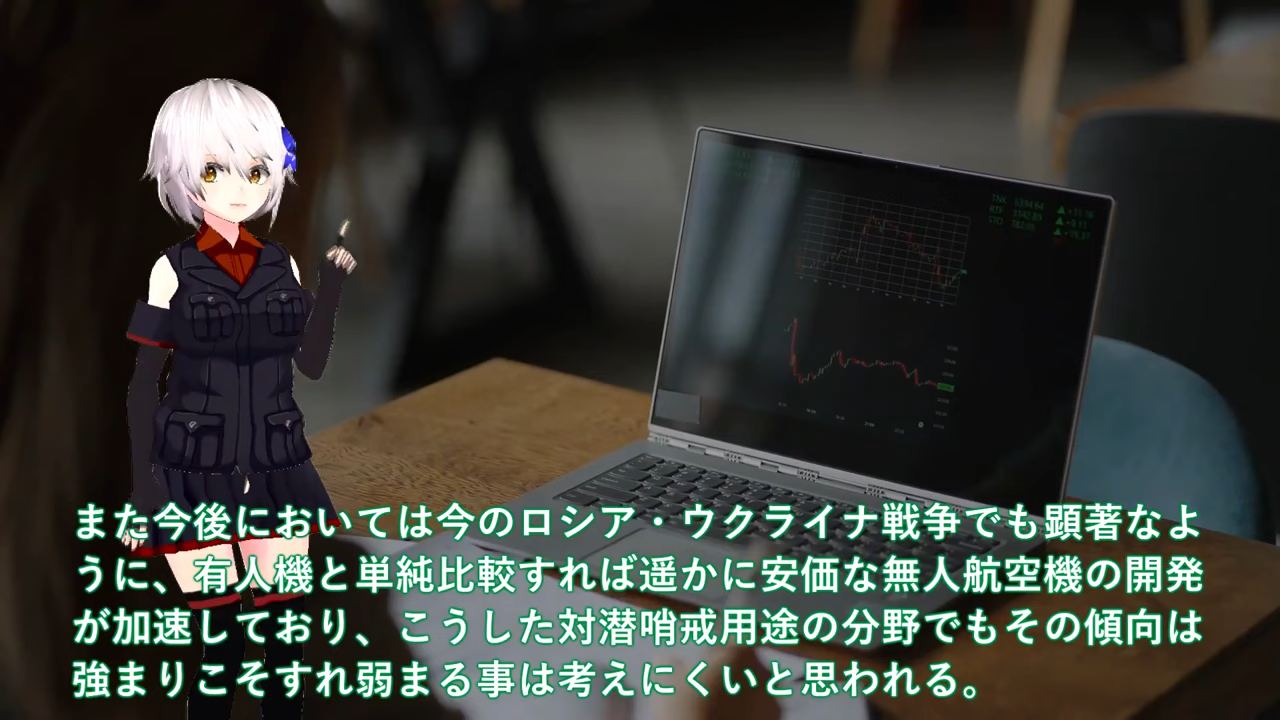 また今後においては今のロシア・ウクライナ戦争でも顕著なよ
うに、有人機と単純比較すれば遥かに安価な無人航空機の開発
が加速しており、こうした対潜哨戒用途の分野でもその傾向は
強まりこそすれ弱まる事は考えにくいと思われる。